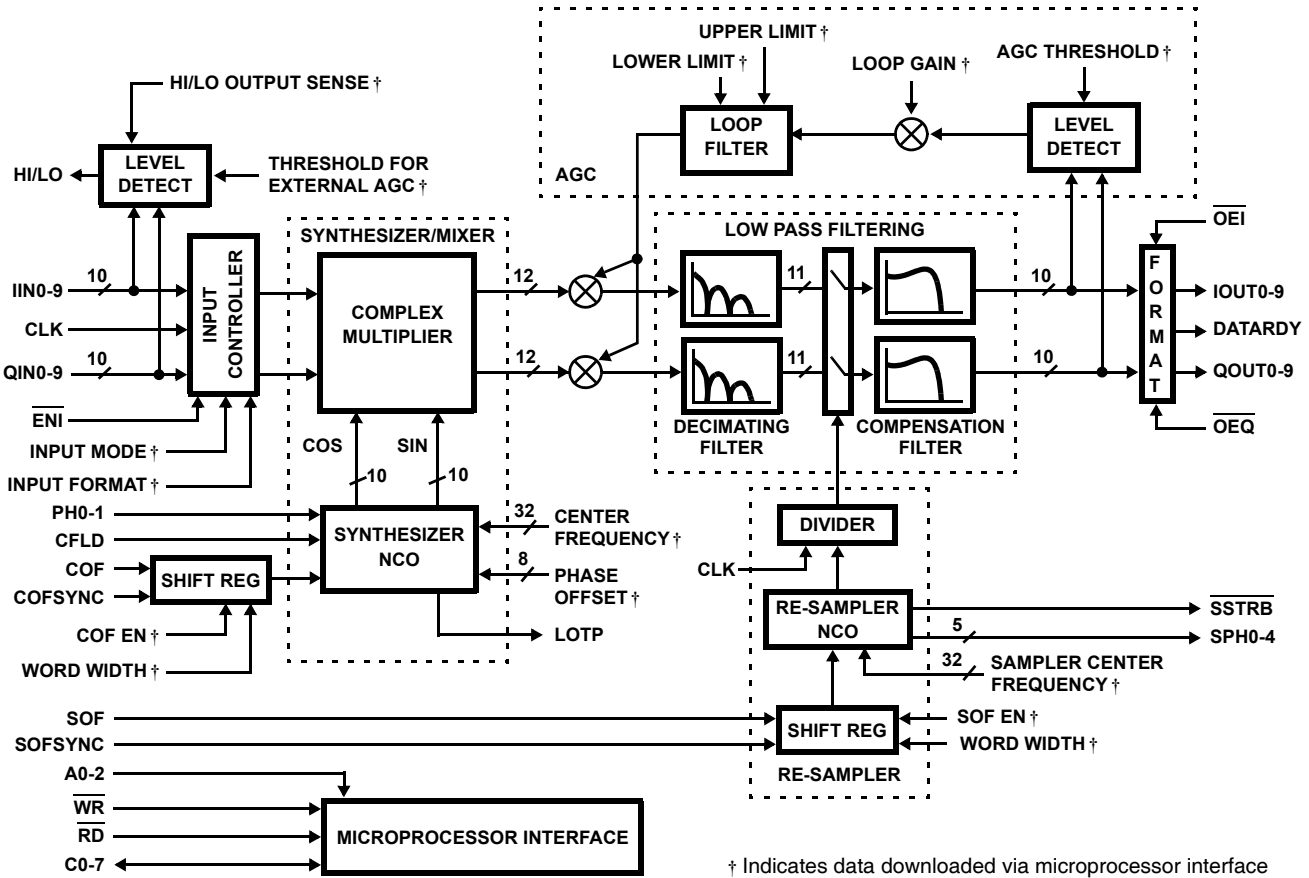 UPPER LIMIT †
LOWER LIMIT †
LOOP GAIN †
AGC THRESHOLD †
HI/LO OUTPUT SENSE †
LOOP
FILTER
LEVEL
DETECT
AGC
HI/LO
LEVEL
DETECT
THRESHOLD FOR
EXTERNAL AGC †
SYNTHESIZER/MIXER
LOW PASS FILTERING
OEI
IIN0-9
10
CLK
QIN0-9
10
INPUT
CONTROLLER
COMPLEX
MULTIPLIER
12
12
11
11
10
10
DECIMATING
FILTER
COMPENSATION
FILTER
FORMAT
IOUT0-9
DATARDY
QOUT0-9
OEQ
ENI
INPUT MODE †
INPUT FORMAT †
COS
SIN
10
10
PH0-1
CFLD
COF
COFSYNC
SHIFT REG
COF EN †
WORD WIDTH †
SYNTHESIZER
NCO
32
CENTER
FREQUENCY †
8
PHASE
OFFSET †
LOTP
DIVIDER
CLK
RE-SAMPLER
NCO
SSTRB
5
SPH0-4
32
SAMPLER CENTER
FREQUENCY †
SOF
SOFSYNC
SHIFT REG
SOF EN †
WORD WIDTH †
RE-SAMPLER
A0-2
WR
RD
C0-7
MICROPROCESSOR INTERFACE
† Indicates data downloaded via microprocessor interface